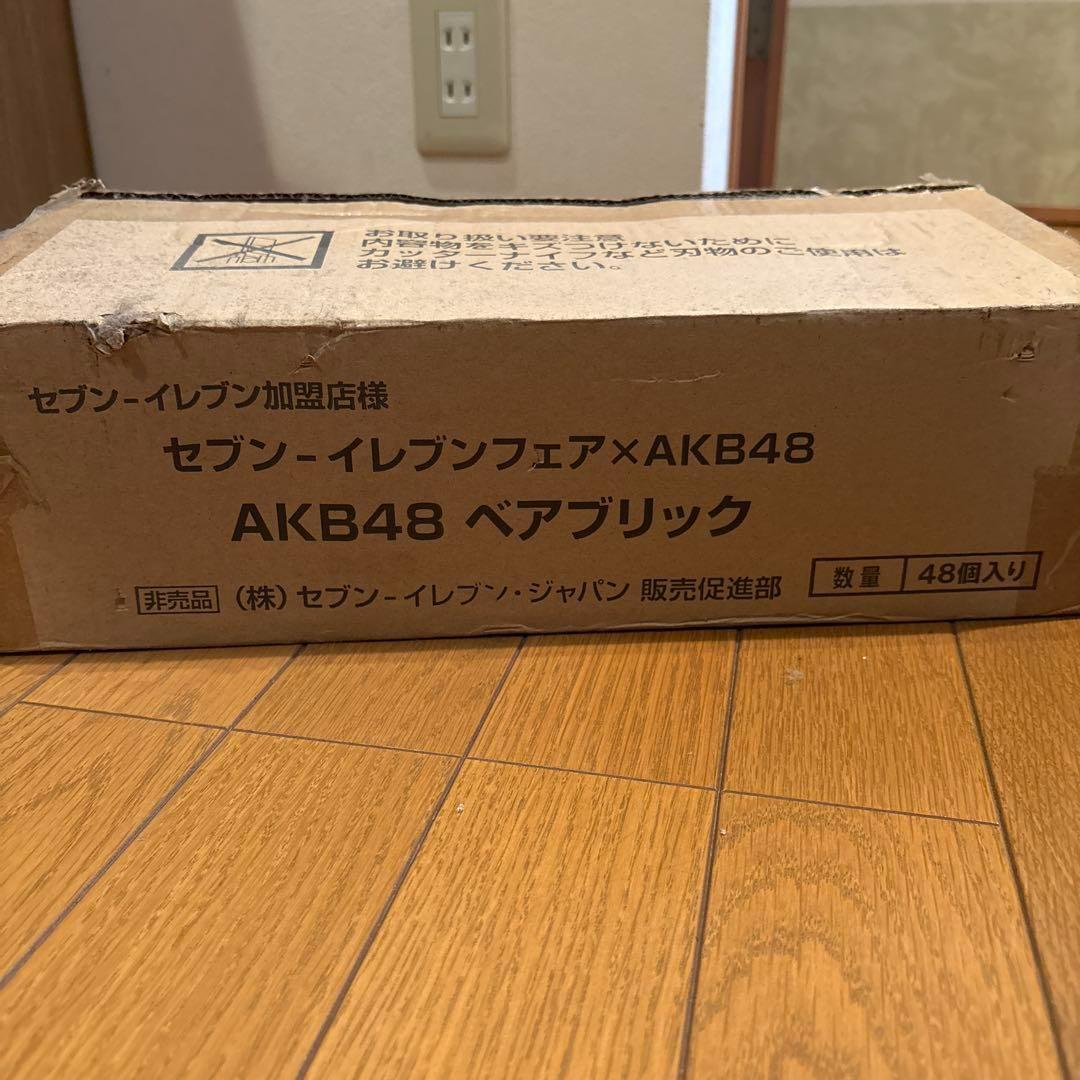 お取り扱い要注意
内容物をキズつけないために
カッターナイフなど刃物のご使用は
お避けください。
セブン-イレブン加盟店様
セブン-イレブンフェア×AKB48
AKB48 ベアブリック
非売品 (株)セブン-イレブン・ジャパン 販売促進部
数量 48個入り